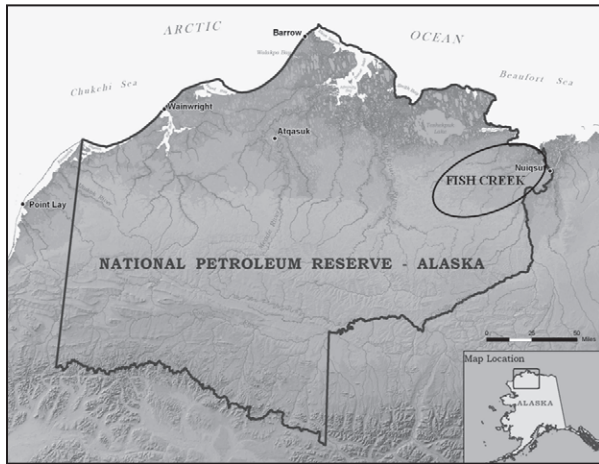 ARCTIC
OCEAN
Barrow
Chukchi Sea
Beaufort Sea
Wainwright
Atqasuk
Nuiqsut
FISH CREEK
Point Lay
NATIONAL PETROLEUM RESERVE - ALASKA
0 25 50
Miles
Map Location
ALASKA